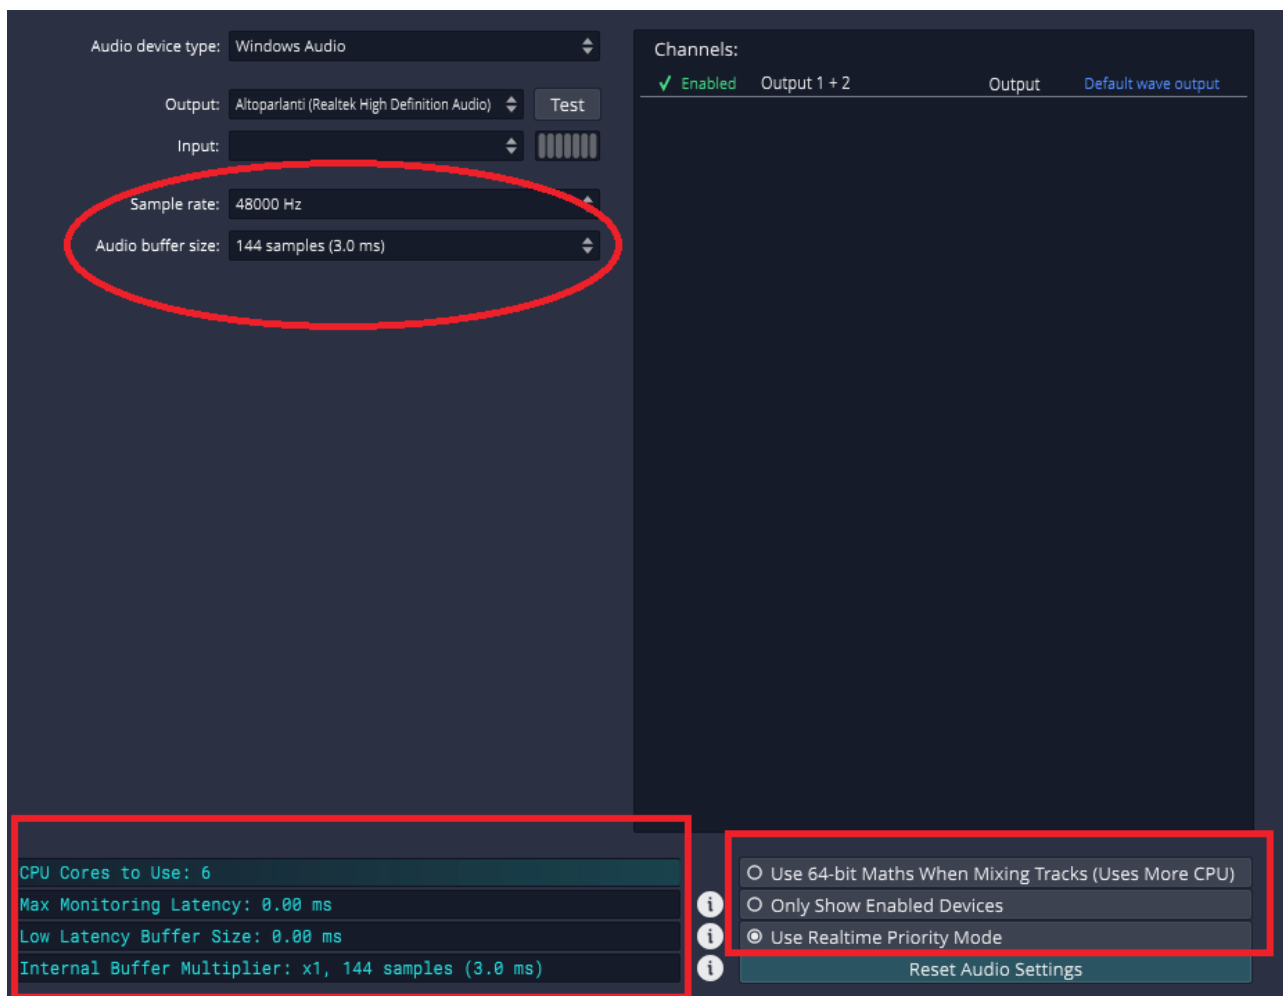 Audio device type: Windows Audio
Output: Altoparlanti (Realtek High Definition Audio) Test
Input:
Sample rate: 48000 Hz
Audio buffer size: 144 samples (3.0 ms)
Channels:
✓ Enabled Output 1 + 2 Output Default wave output
CPU Cores to Use: 6
Max Monitoring Latency: 0.00 ms
Low Latency Buffer Size: 0.00 ms
Internal Buffer Multiplier: x1, 144 samples (3.0 ms)
i
i
i
Use 64-bit Maths When Mixing Tracks (Uses More CPU)
Only Show Enabled Devices
Use Realtime Priority Mode
Reset Audio Settings